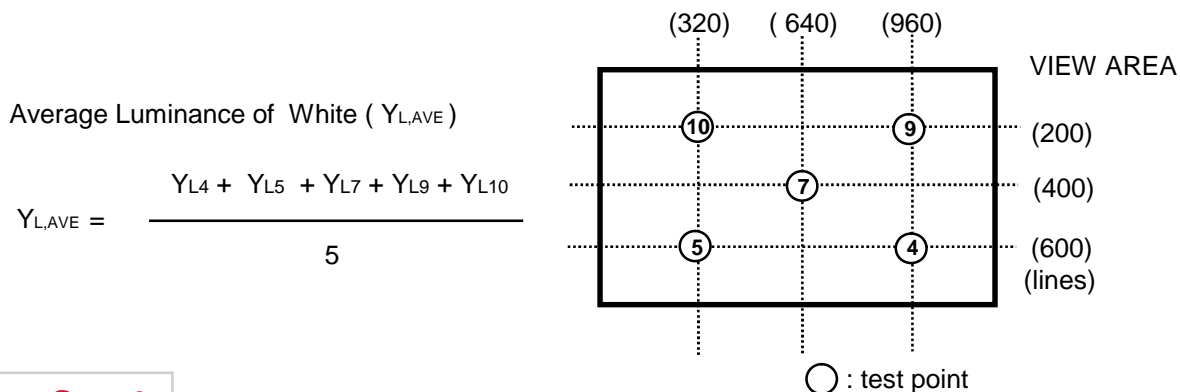 (320) ( 640) (960)
VIEW AREA
Average Luminance of White ( YL,AVE )
10 9 (200)
YL4 + YL5 + YL7 + YL9 + YL10
7 (400)
YL,AVE =
5
5 4 (600)
(lines)
: test point